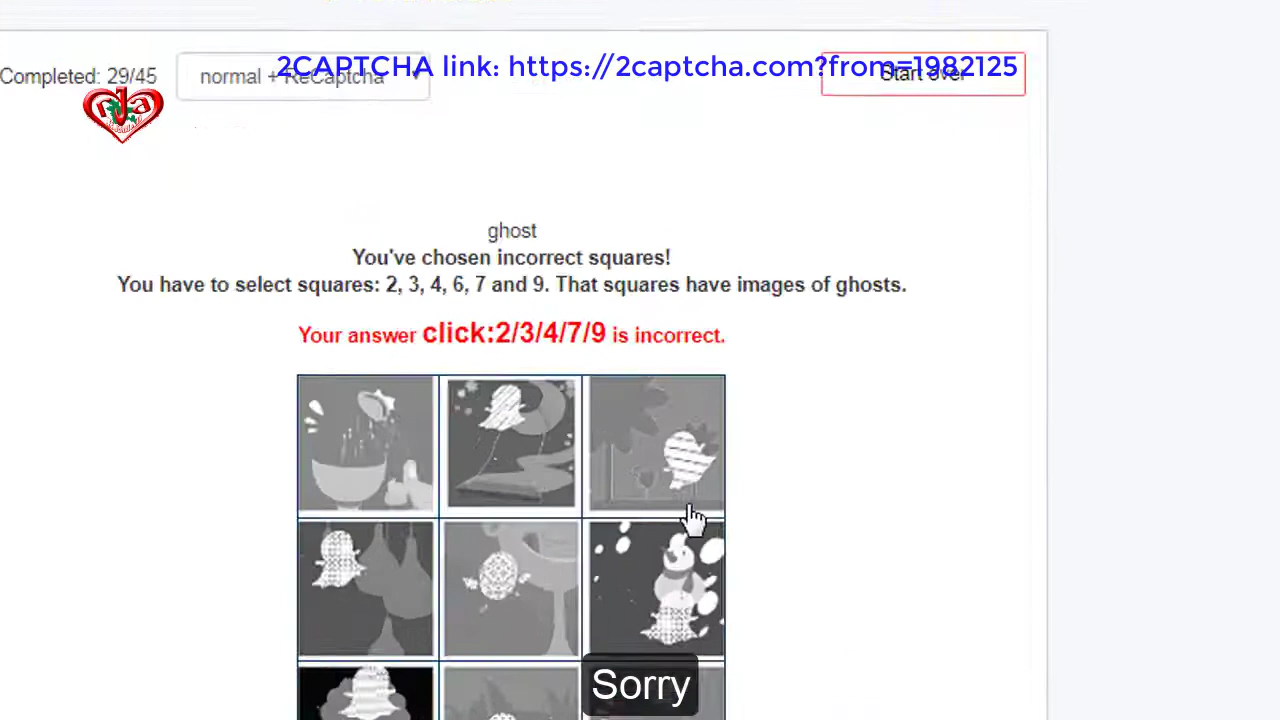 2CAPTCHA link: https://2captcha.com?from=1982125
Completed: 29/45
normal + ReCaptcha
Start over
rja
ghost
You've chosen incorrect squares!
You have to select squares: 2, 3, 4, 6, 7 and 9. That squares have images of ghosts.
Your answer click:2/3/4/7/9 is incorrect.
Sorry